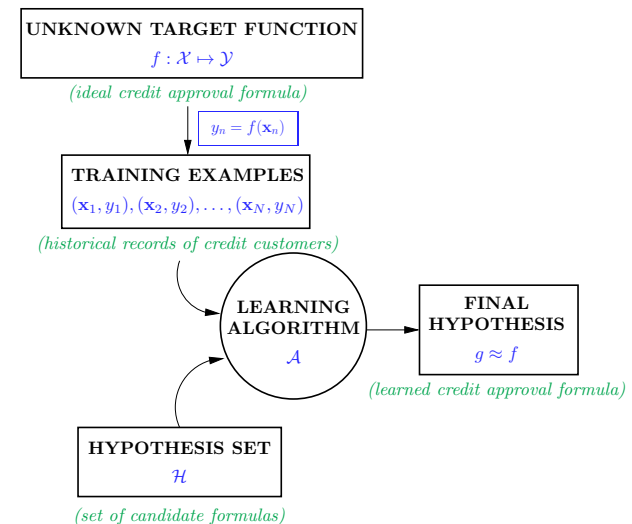 UNKNOWN TARGET FUNCTION
f : 𝒳 ↦ 𝒴
(ideal credit approval formula)
yₙ = f(𝐱ₙ)
TRAINING EXAMPLES
(𝐱₁, y₁), (𝐱₂, y₂), . . . , (𝐱_N, y_N)
(historical records of credit customers)
LEARNING
ALGORITHM
𝒜
FINAL
HYPOTHESIS
g ≈ f
(learned credit approval formula)
HYPOTHESIS SET
ℋ
(set of candidate formulas)